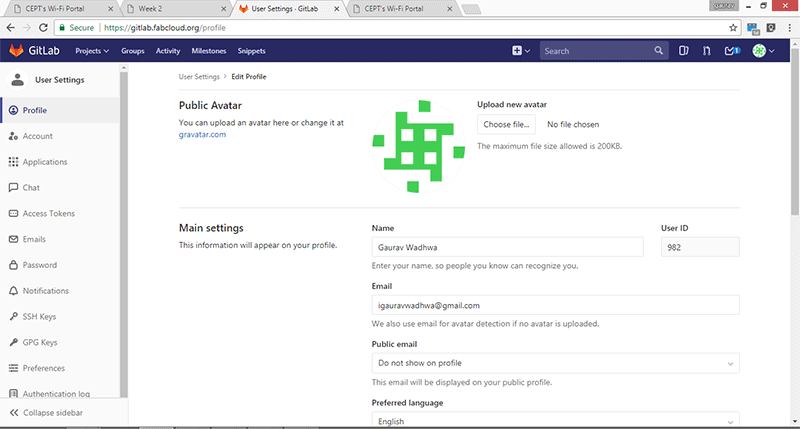 CEPT's Wi-Fi Portal
Week 2
User Settings · GitLab
CEPT's Wi-Fi Portal
Secure
https://gitlab.fabcloud.org/profile
GitLab
Projects
Groups
Activity
Milestones
Snippets
Search
1
User Settings
User Settings > Edit Profile
Profile
Account
Applications
Chat
Access Tokens
Emails
Password
Notifications
SSH Keys
GPG Keys
Preferences
Authentication log
Collapse sidebar
Public Avatar
You can upload an avatar here or change it at
gravatar.com
Upload new avatar
Choose file... No file chosen
The maximum file size allowed is 200KB.
Main settings
This information will appear on your profile.
Name
Gaurav Wadhwa
Enter your name, so people you know can recognize you.
User ID
982
Email
igauravwadhwa@gmail.com
We also use email for avatar detection if no avatar is uploaded.
Public email
Do not show on profile
This email will be displayed on your public profile.
Preferred language
English